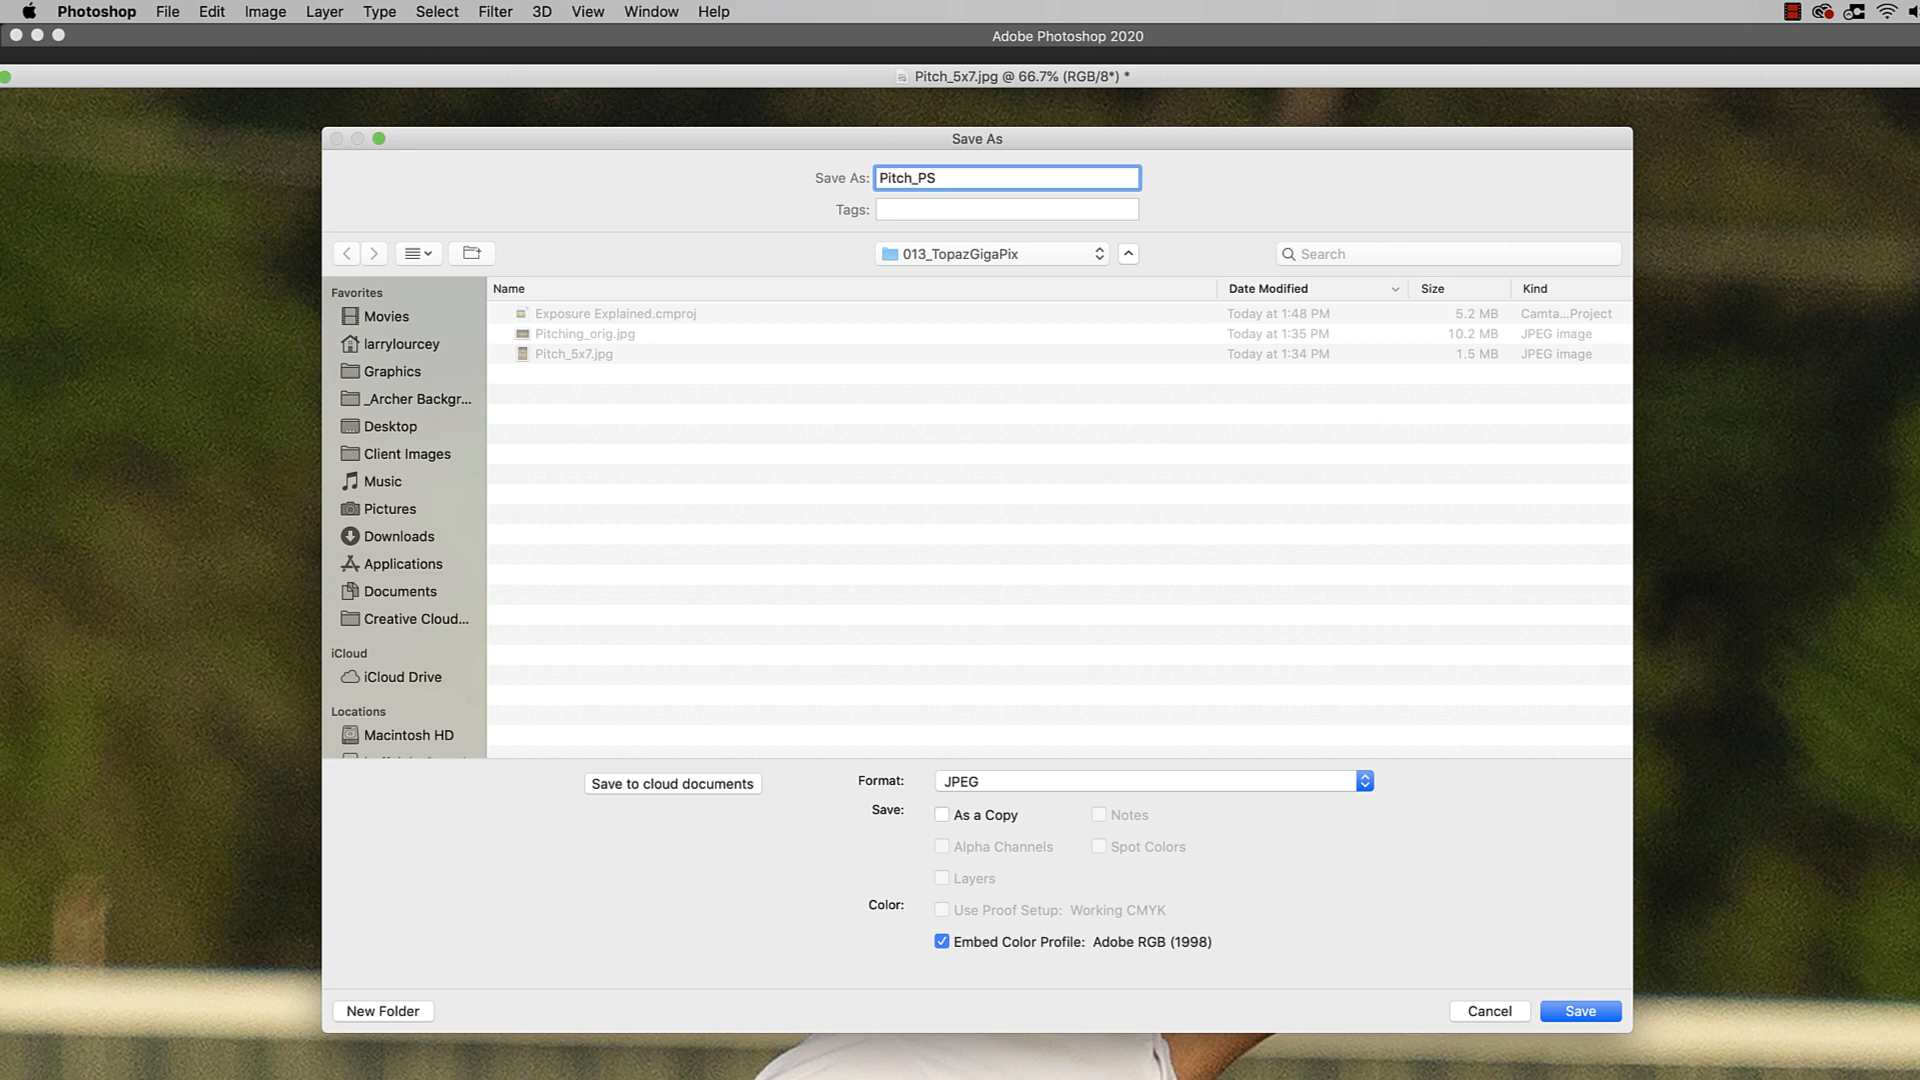 Photoshop File Edit Image Layer Type Select Filter 3D View Window Help
Adobe Photoshop 2020
Pitch_5x7.jpg @ 66.7% (RGB/8*) *
Save As
Save As: Pitch_PS
Tags:
013_TopazGigaPix
Search
Favorites
Movies
larrylourcey
Graphics
_Archer Backgr...
Desktop
Client Images
Music
Pictures
Downloads
Applications
Documents
Creative Cloud...
iCloud
iCloud Drive
Locations
Macintosh HD
Name Date Modified Size Kind
Exposure Explained.cmproj Today at 1:48 PM 5.2 MB Camta...Project
Pitching_orig.jpg Today at 1:35 PM 10.2 MB JPEG image
Pitch_5x7.jpg Today at 1:34 PM 1.5 MB JPEG image
Save to cloud documents
Format: JPEG
Save: As a Copy Notes
Alpha Channels Spot Colors
Layers
Color: Use Proof Setup: Working CMYK
Embed Color Profile: Adobe RGB (1998)
New Folder Cancel Save